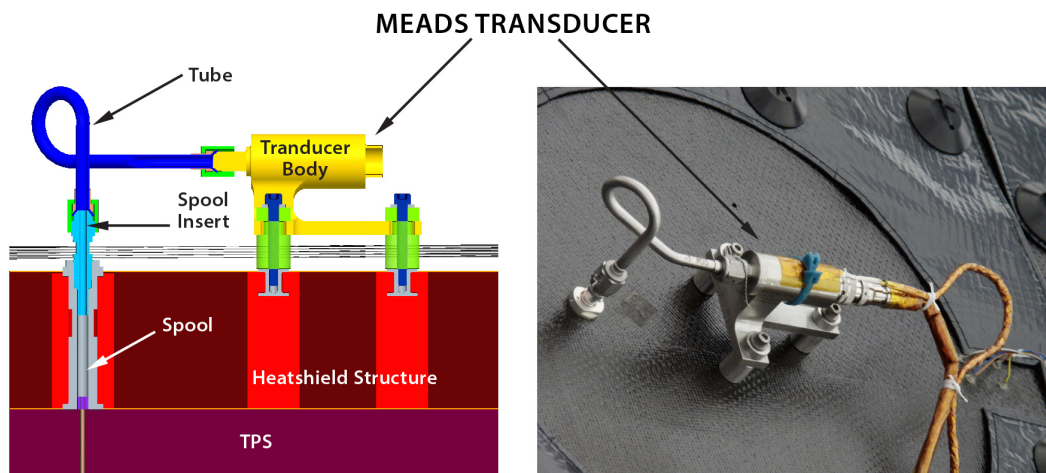 MEADS TRANSDUCER
Tube
Tranducer
Body
Spool
Insert
Spool
Heatshield Structure
TPS